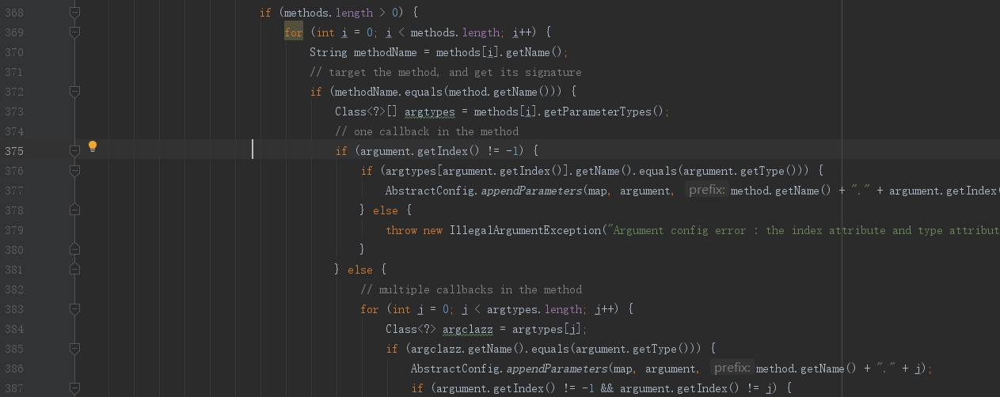 368 if (methods.length > 0) {
369 for (int i = 0; i < methods.length; i++) {
370 String methodName = methods[i].getName();
371 // target the method, and get its signature
372 if (methodName.equals(method.getName())) {
373 Class<?>[] argtypes = methods[i].getParameterTypes();
374 // one callback in the method
375 if (argument.getIndex() != -1) {
376 if (argtypes[argument.getIndex()].getName().equals(argument.getType())) {
377 AbstractConfig.appendParameters(map, argument, prefix: method.getName() + "." + argument.getIndex(
378 } else {
379 throw new IllegalArgumentException("Argument config error : the index attribute and type attribut
380 }
381 } else {
382 // multiple callbacks in the method
383 for (int j = 0; j < argtypes.length; j++) {
384 Class<?> argclazz = argtypes[j];
385 if (argclazz.getName().equals(argument.getType())) {
386 AbstractConfig.appendParameters(map, argument, prefix: method.getName() + "." + j);
387 if (argument.getIndex() != -1 && argument.getIndex() != j) {